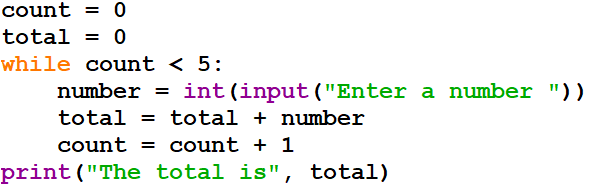 count = 0
total = 0
while count < 5:
    number = int(input("Enter a number "))
    total = total + number
    count = count + 1
print("The total is", total)